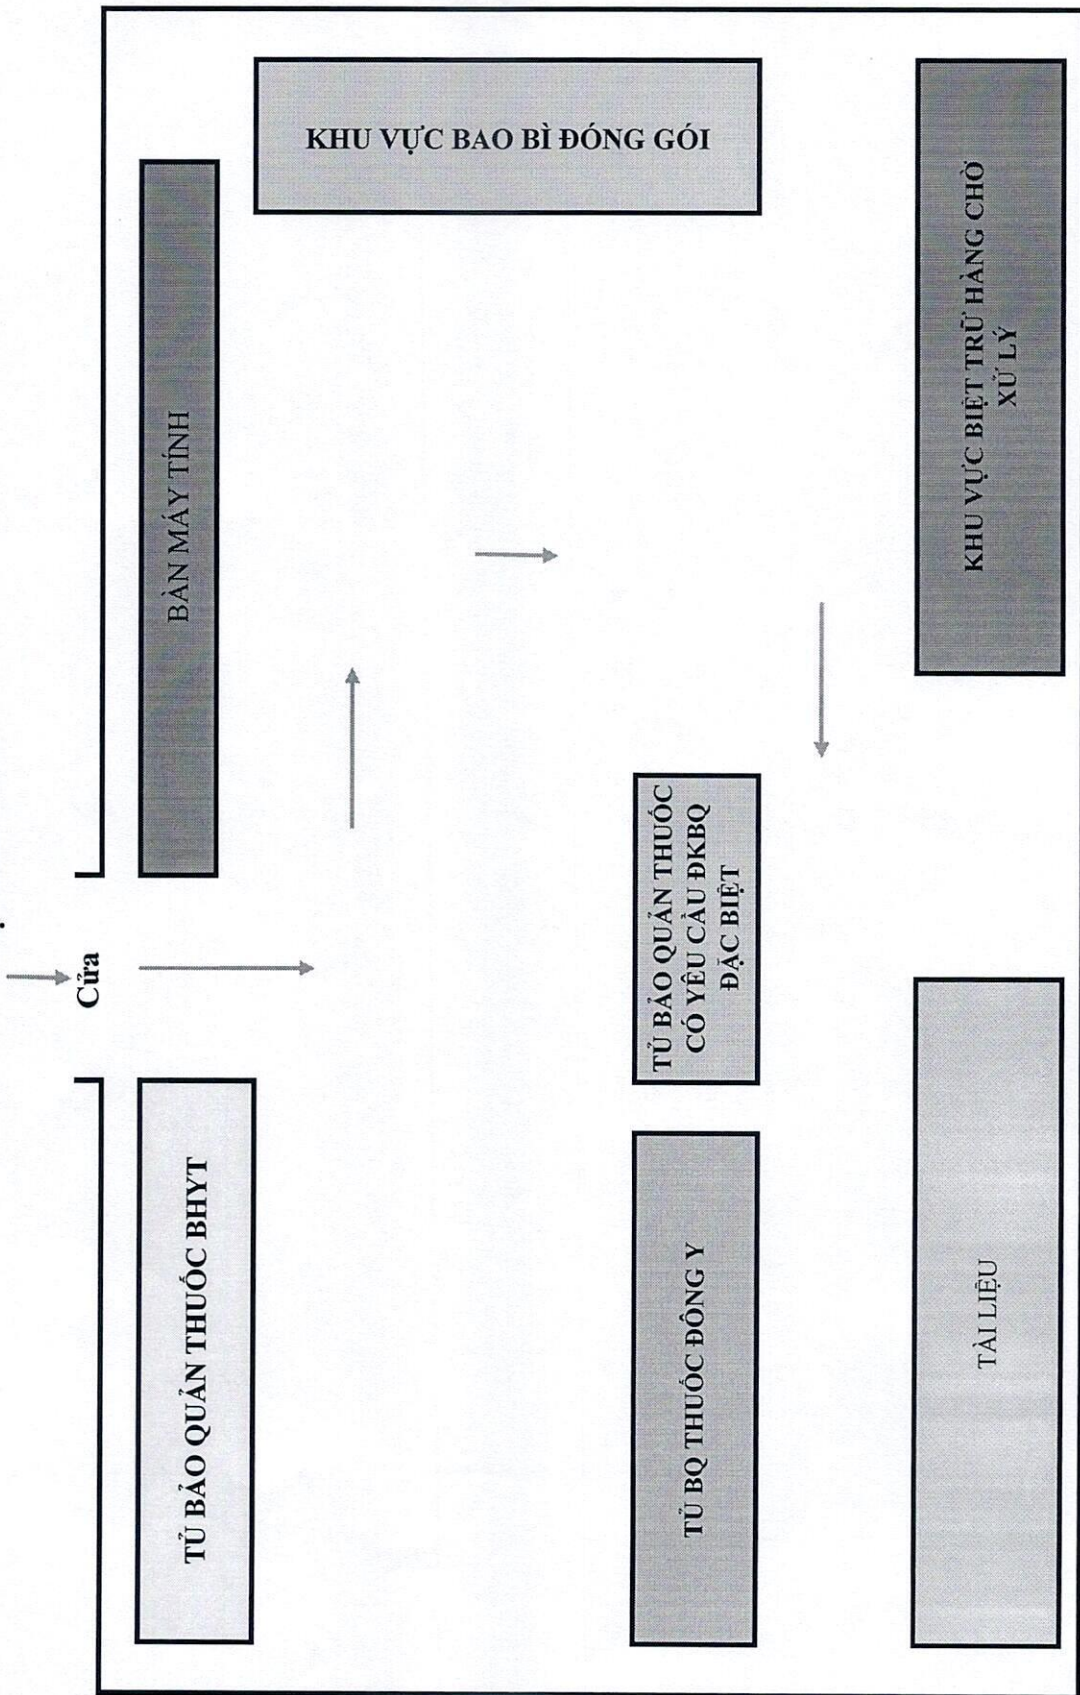 KHU VỰC BAO BÌ ĐÓNG GÓI
BÀN MÁY TÍNH
KHU VỰC BIỆT TRỮ HÀNG CHỜ
XỬ LÝ
Cửa
TỦ BẢO QUẢN THUỐC
CÓ YÊU CẦU ĐKBQ
ĐẶC BIỆT
TỦ BẢO QUẢN THUỐC BHYT
TỦ BQ THUỐC ĐÔNG Y
TÀI LIỆU